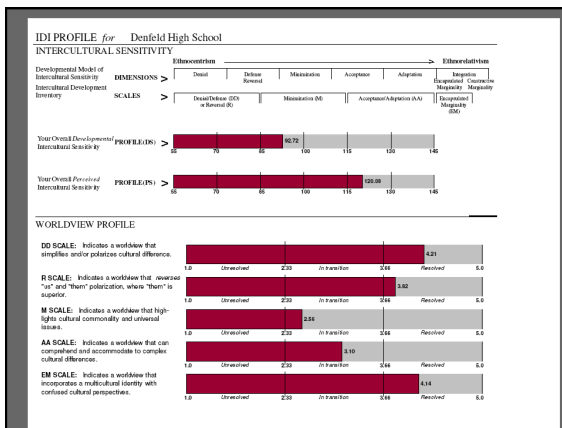 IDI PROFILE for Denfeld High School
INTERCULTURAL SENSITIVITY
Ethnocentrism > Ethnorelativism
Developmental Model of
Intercultural Sensitivity DIMENSIONS > Denial Defense Reversal Minimization Acceptance Adaptation Integration
Encapsulated Marginality Constructive Marginality
Intercultural Development
Inventory SCALES > Denial/Defense (DD) or Reversal (R) Minimization (M) Acceptance/Adaptation (AA) Encapsulated Marginality (EM)
Your Overall Developmental
Intercultural Sensitivity PROFILE(DS) > 92.72
55 70 85 100 115 130 145
Your Overall Perceived
Intercultural Sensitivity PROFILE(PS) > 120.08
55 70 85 100 115 130 145
WORLDVIEW PROFILE
DD SCALE: Indicates a worldview that
simplifies and/or polarizes cultural difference.
4.21
1.0 Unresolved 2.33 In transition 3.66 Resolved 5.0
R SCALE: Indicates a worldview that reverses
"us" and "them" polarization, where "them" is
superior.
3.82
1.0 Unresolved 2.33 In transition 3.66 Resolved 5.0
M SCALE: Indicates a worldview that high-
lights cultural commonality and universal
issues.
2.56
1.0 Unresolved 2.33 In transition 3.66 Resolved 5.0
AA SCALE: Indicates a worldview that can
comprehend and accommodate to complex
cultural differences.
3.10
1.0 Unresolved 2.33 In transition 3.66 Resolved 5.0
EM SCALE: Indicates a worldview that
incorporates a multicultural identity with
confused cultural perspectives.
4.14
1.0 Unresolved 2.33 In transition 3.66 Resolved 5.0